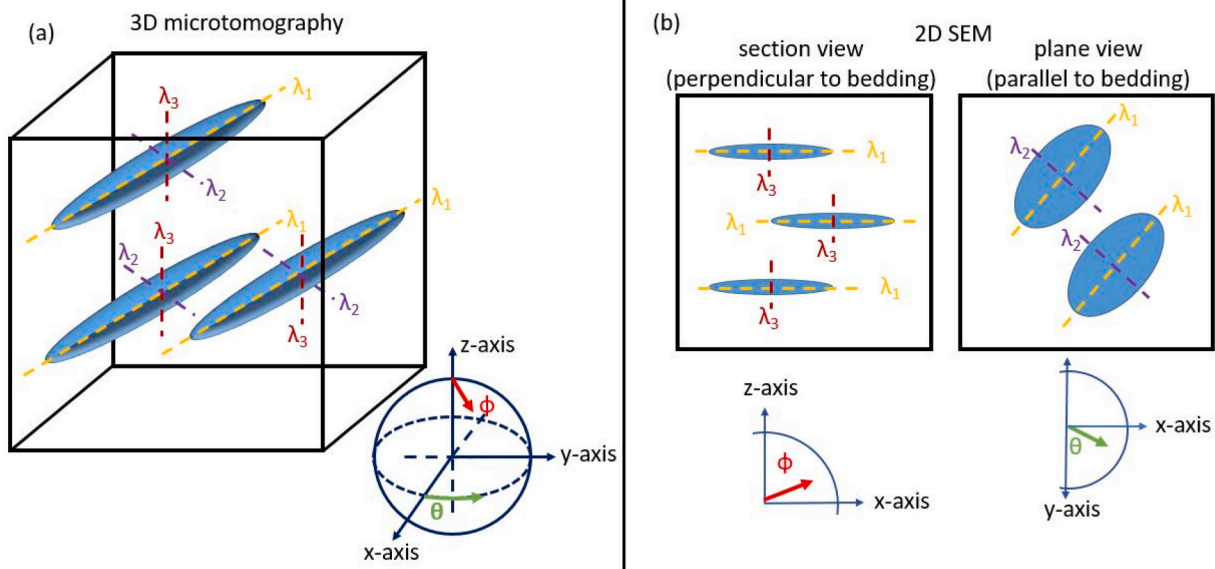 (a)
3D microtomography
λ1
λ3
λ2
λ1
λ3
λ1
λ2
λ2
λ3
z-axis
ϕ
y-axis
θ
x-axis
(b)
2D SEM
section view
(perpendicular to bedding)
plane view
(parallel to bedding)
λ1
λ3
λ1
λ3
λ1
λ3
λ1
λ2
λ1
λ2
z-axis
ϕ
x-axis
x-axis
θ
y-axis